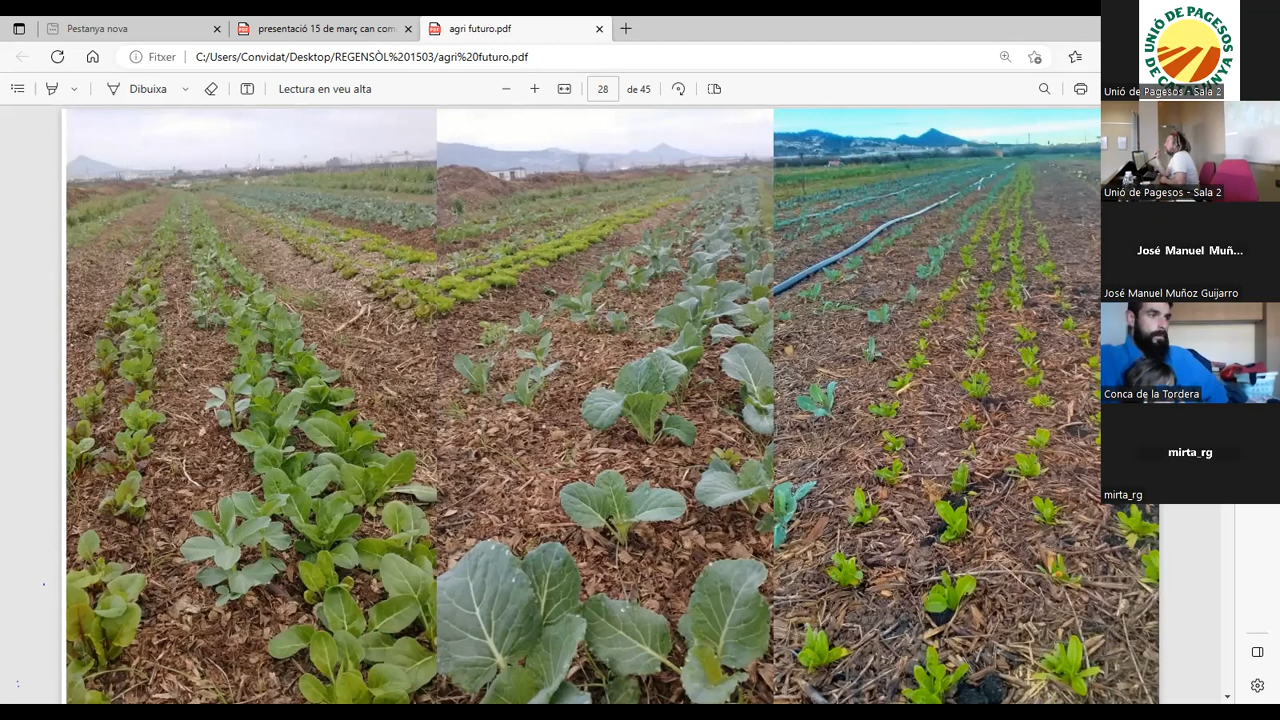 Pestanya nova
presentació 15 de març can com
agri futuro.pdf
Fitxer
C:/Users/Convidat/Desktop/REGENSÒL%201503/agri%20futuro.pdf
Dibuixa
Lectura en veu alta
28
de 45
UNIÓ DE PAGESOS
DE CATALUNYA
Unió de Pagesos - Sala 2
Unió de Pagesos - Sala 2
José Manuel Muñ...
José Manuel Muñoz Guijarro
Conca de la Tordera
mirta_rg
mirta_rg